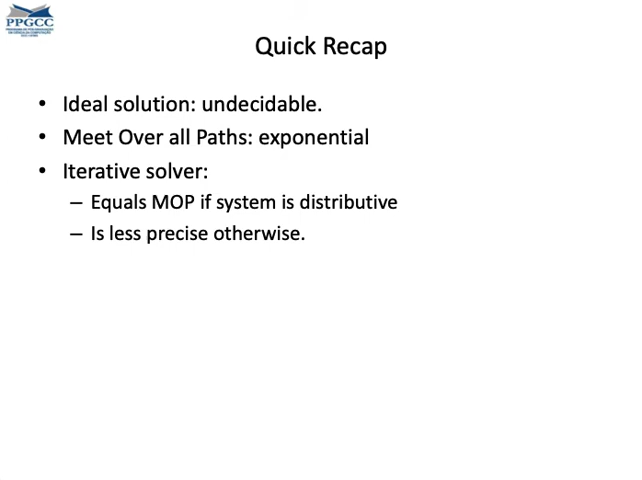 PPGCC
Quick Recap
• Ideal solution: undecidable.
• Meet Over all Paths: exponential
• Iterative solver:
– Equals MOP if system is distributive
– Is less precise otherwise.